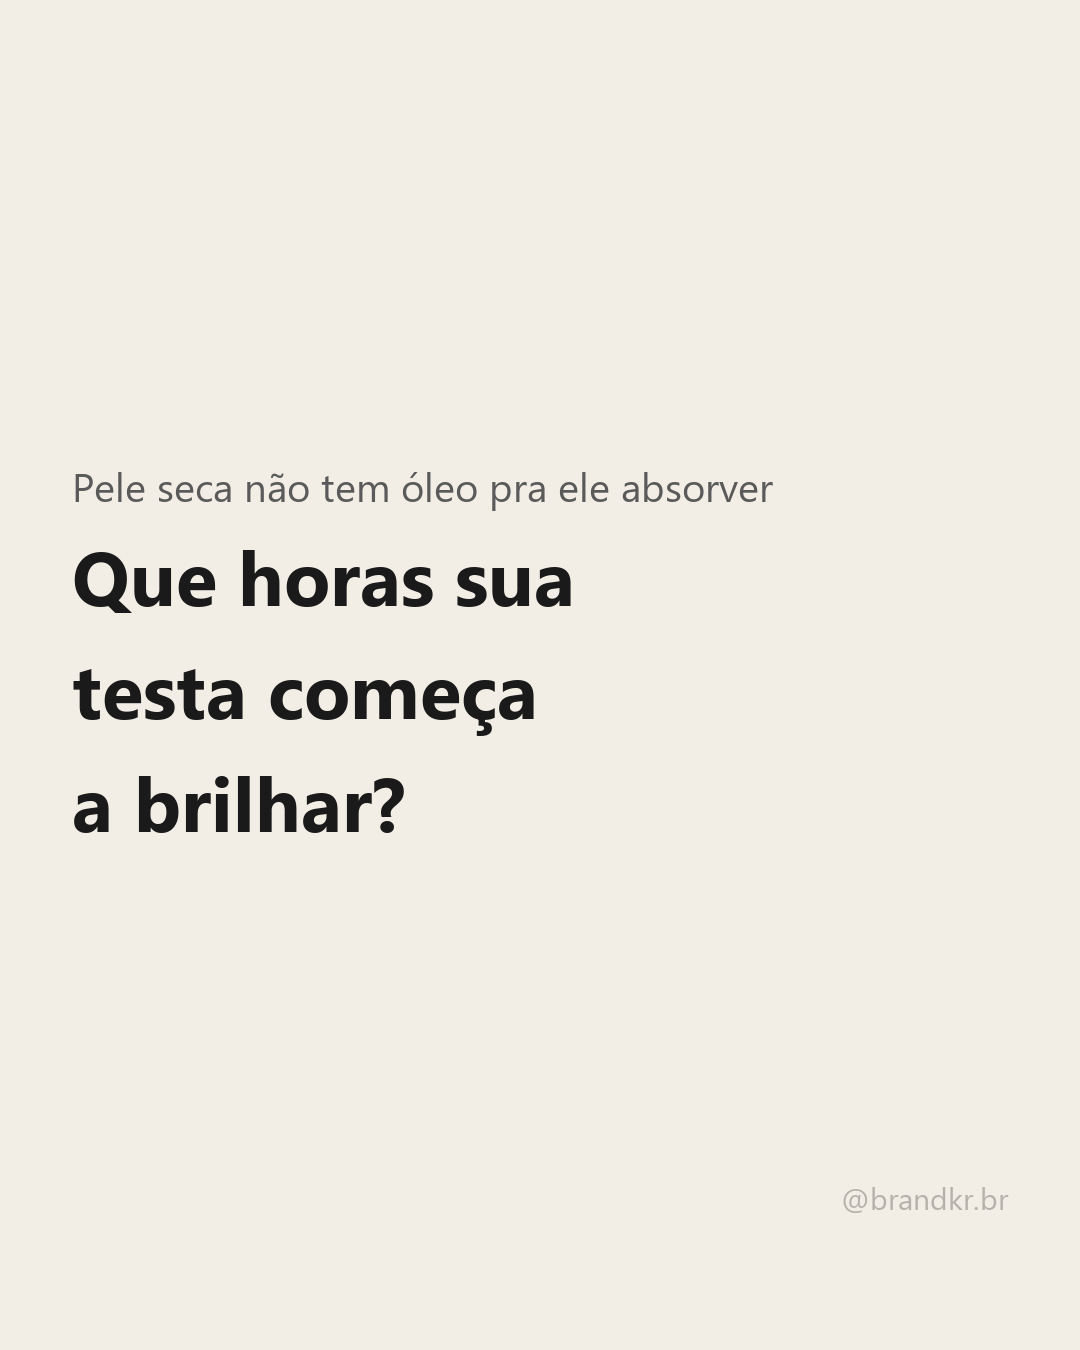 Pele seca não tem óleo pra ele absorver
Que horas sua
testa começa
a brilhar?
@brandkr.br